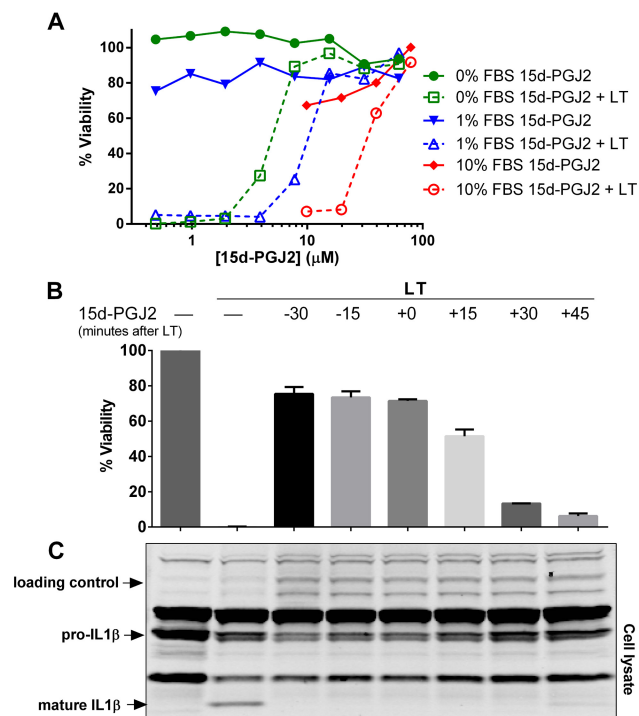 A
100
80
60
40
20
0
% Viability
1
10
100
[15d-PGJ2] (μM)
0% FBS 15d-PGJ2
0% FBS 15d-PGJ2 + LT
1% FBS 15d-PGJ2
1% FBS 15d-PGJ2 + LT
10% FBS 15d-PGJ2
10% FBS 15d-PGJ2 + LT
B
LT
15d-PGJ2 — — -30 -15 +0 +15 +30 +45
(minutes after LT)
100
80
60
40
20
0
% Viability
C
loading control
pro-IL1β
mature IL1β
Cell lysate